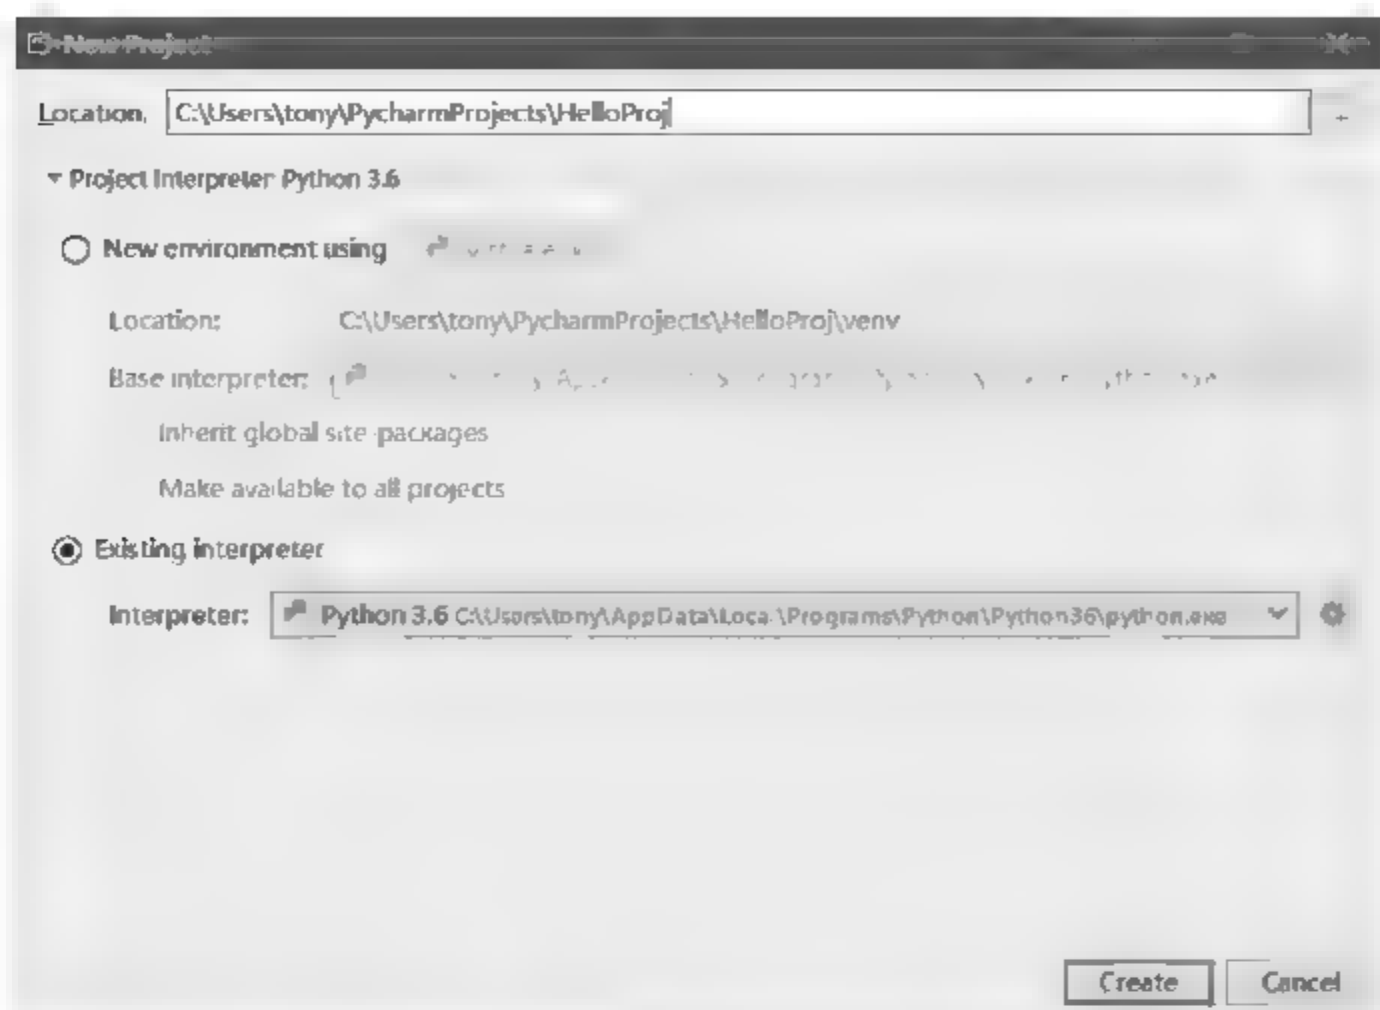 New Project
Location:
C:\Users\tony\PycharmProjects\HelloProj
Project Interpreter Python 3.6
New environment using
Location: C:\Users\tony\PycharmProjects\HelloProj\venv
Base interpreter:
Inherit global site-packages
Make available to all projects
Existing interpreter
Interpreter: Python 3.6 C:\Users\tony\AppData\Local\Programs\Python\Python36\python.exe
Create Cancel